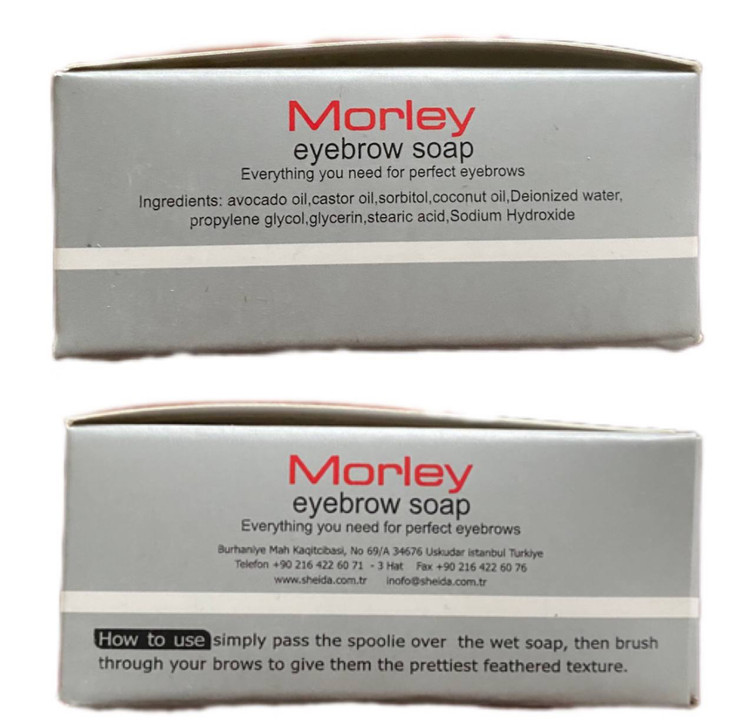 Morley
eyebrow soap
Everything you need for perfect eyebrows
Ingredients: avocado oil,castor oil,sorbitol,coconut oil,Deionized water,
propylene glycol,glycerin,stearic acid,Sodium Hydroxide
Morley
eyebrow soap
Everything you need for perfect eyebrows
Burhaniye Mah Kaqitcibasi, No 69/A 34676 Uskudar istanbul Turkiye
Telefon +90 216 422 60 71 - 3 Hat Fax +90 216 422 60 76
www.sheida.com.tr inofo@sheida.com.tr
How to use simply pass the spoolie over the wet soap, then brush
through your brows to give them the prettiest feathered texture.